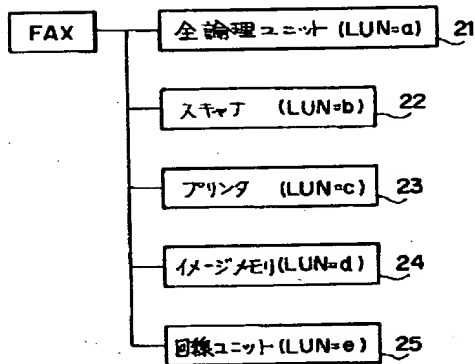 FAX
全論理ユニット (LUN=a) 21
スキャナ (LUN=b) 22
プリンタ (LUN=c) 23
イメージメモリ(LUN=d) 24
回線ユニット(LUN=e) 25